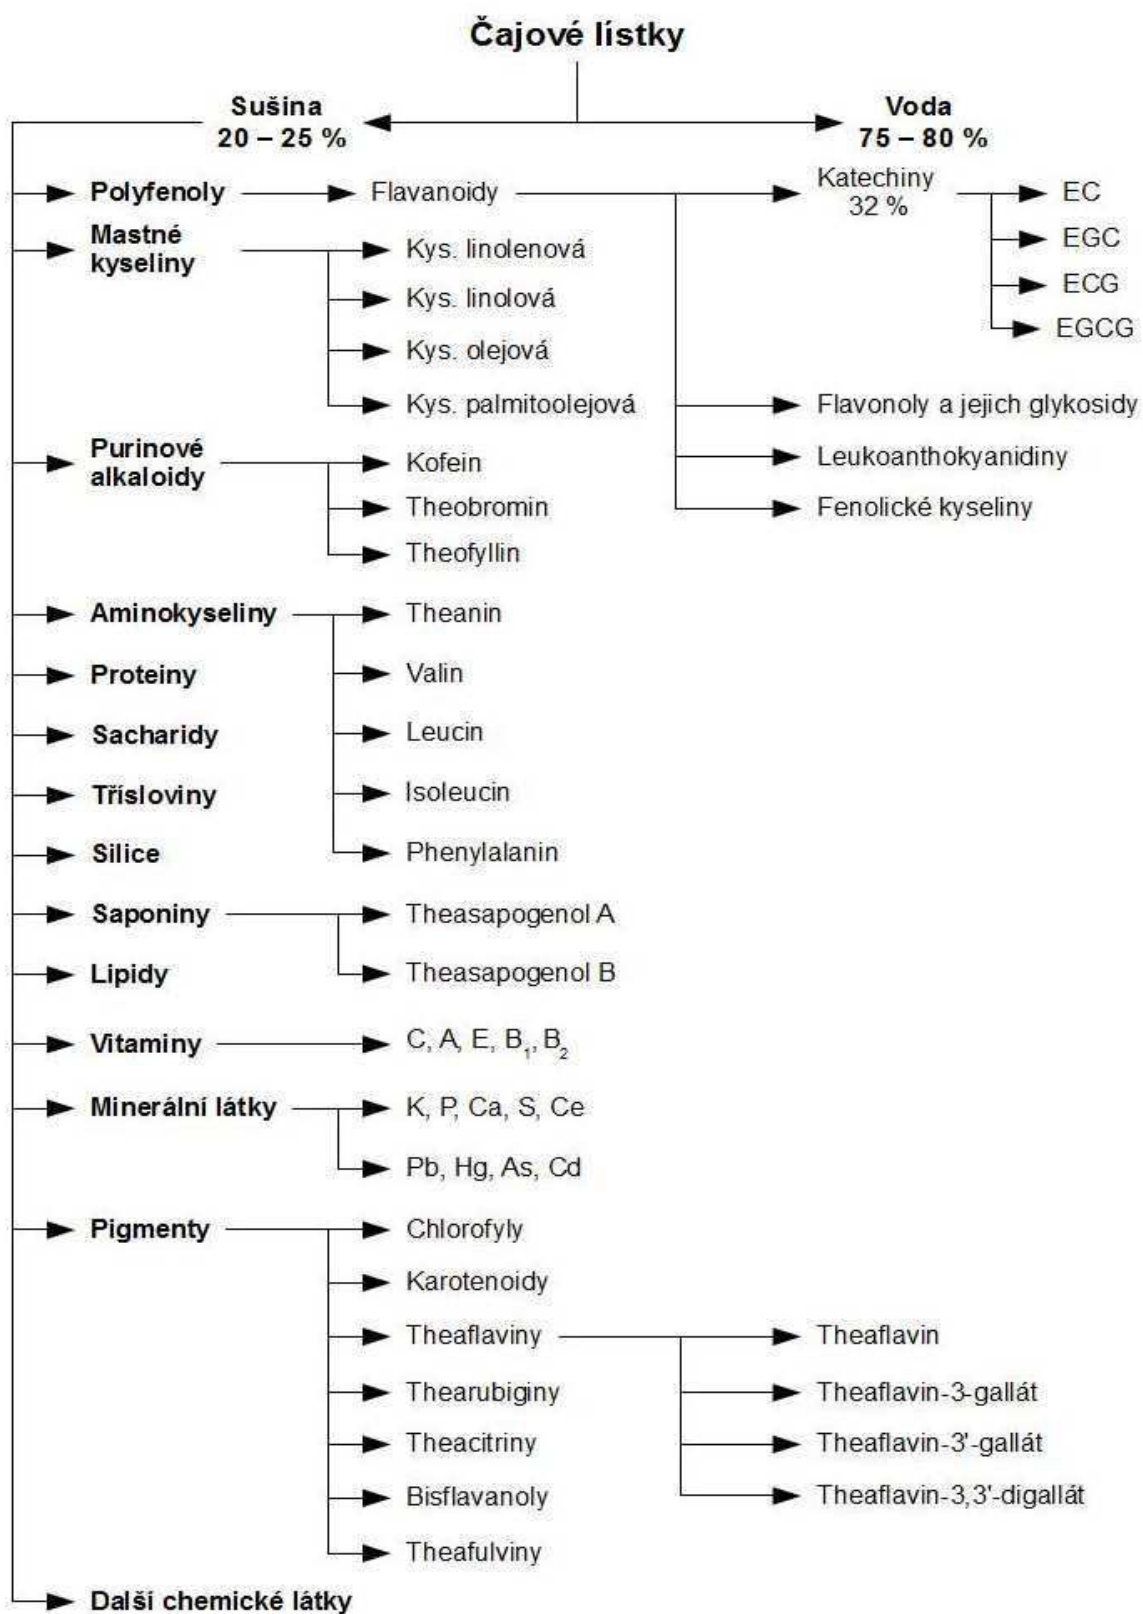 Čajové lístky
Sušina
20 – 25 %
Voda
75 – 80 %
Polyfenoly
Flavanoidy
Katechiny
32 %
EC
EGC
ECG
EGCG
Flavonoly a jejich glykosidy
Leukoanthokyanidiny
Fenolické kyseliny
Mastné
kyseliny
Kys. linolenová
Kys. linolová
Kys. olejová
Kys. palmitoolejová
Purinové
alkaloidy
Kofein
Theobromin
Theofyllin
Aminokyseliny
Theanin
Valin
Leucin
Isoleucin
Phenylalanin
Proteiny
Sacharidy
Třísloviny
Silice
Saponiny
Theasapogenol A
Theasapogenol B
Lipidy
Vitaminy
C, A, E, B₁, B₂
Minerální látky
K, P, Ca, S, Ce
Pb, Hg, As, Cd
Pigmenty
Chlorofyly
Karotenoidy
Theaflaviny
Theaflavin
Theaflavin-3-gallát
Theaflavin-3'-gallát
Theaflavin-3,3'-digallát
Thearubiginy
Theacitriny
Bisflavanoly
Theafulviny
Další chemické látky